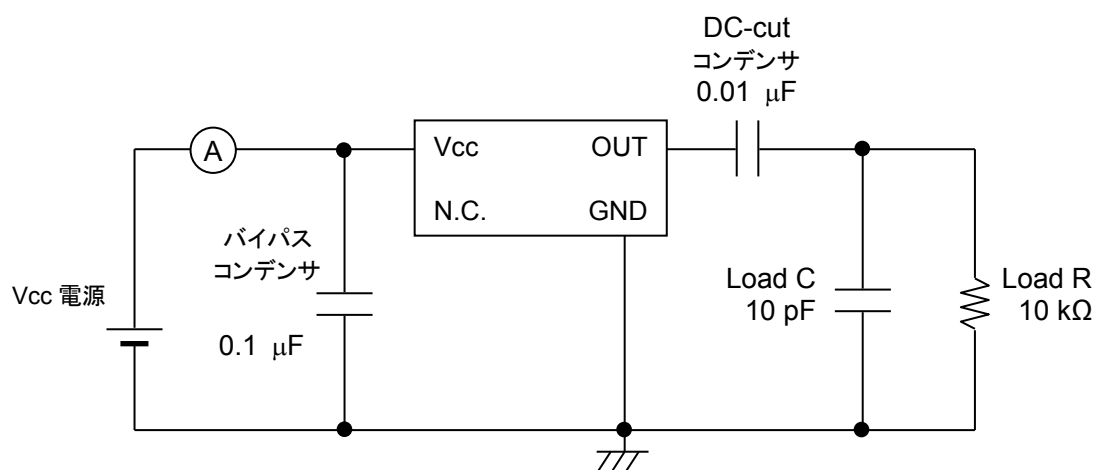 DC-cut
コンデンサ
0.01 μF
A
Vcc
OUT
N.C.
GND
バイパス
コンデンサ
0.1 μF
Vcc 電源
Load C
10 pF
Load R
10 kΩ